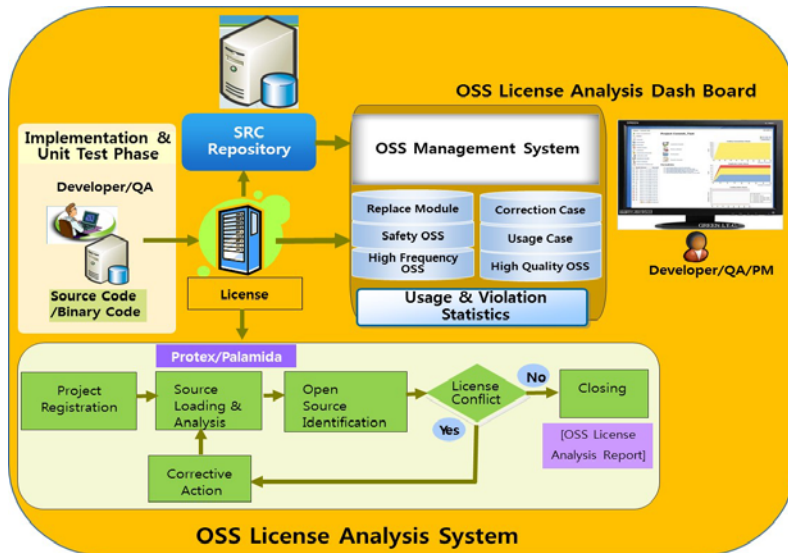 OSS License Analysis Dash Board
Implementation &
Unit Test Phase
Developer/QA
Source Code
/Binary Code
SRC
Repository
License
OSS Management System
Replace Module
Safety OSS
High Frequency
OSS
Correction Case
Usage Case
High Quality OSS
Usage & Violation
Statistics
Developer/QA/PM
Protex/Palamida
Project
Registration
Source
Loading &
Analysis
Open
Source
Identification
License
Conflict
No
Yes
Closing
[OSS License
Analysis Report]
Corrective
Action
OSS License Analysis System